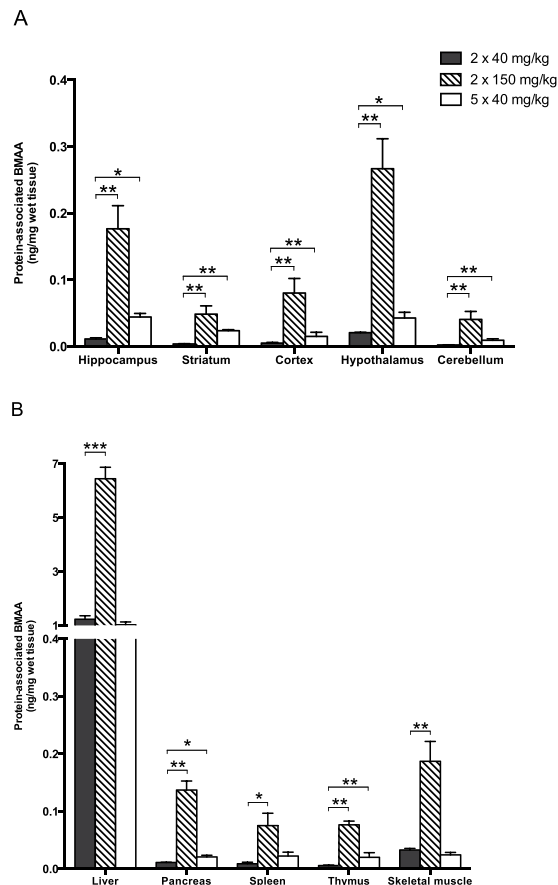 A
2 x 40 mg/kg
2 x 150 mg/kg
5 x 40 mg/kg
Protein-associated BMAA
(ng/mg wet tissue)
0.4
0.3
0.2
0.1
0.0
*
**
**
**
**
**
*
**
**
**
Hippocampus Striatum Cortex Hypothalamus Cerebellum
B
Protein-associated BMAA
(ng/mg wet tissue)
7
5
3
1
0.4
0.3
0.2
0.1
0.0
***
*
**
*
**
**
**
Liver Pancreas Spleen Thymus Skeletal muscle